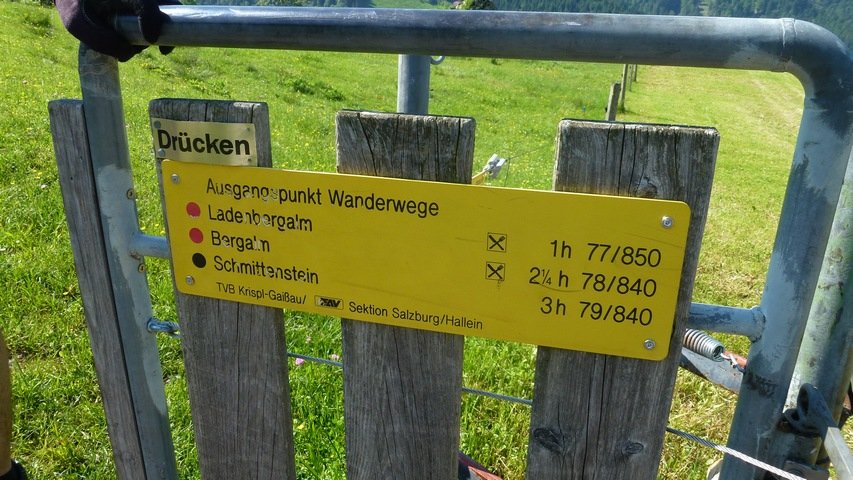 Drücken
Ausgangspunkt Wanderwege
Ladenbergalm 1h 77/850
Bergalm 2¼h 78/840
Schmittenstein 3h 79/840
TVB Krispl-Gaißau/ Sektion Salzburg/Hallein